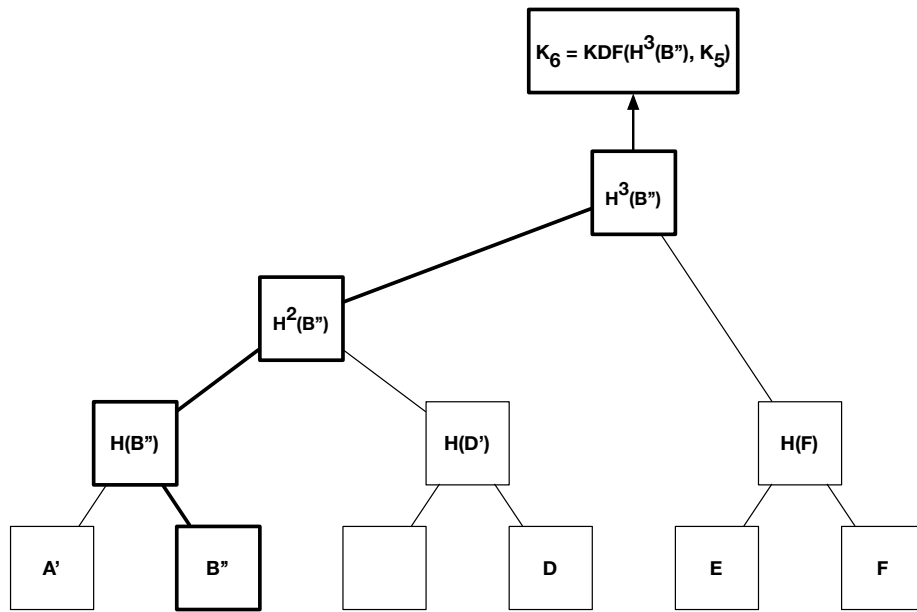 K6 = KDF(H3(B”), K5)
H3(B”)
H2(B”)
H(B”)
H(D’)
H(F)
A’
B”
D
E
F